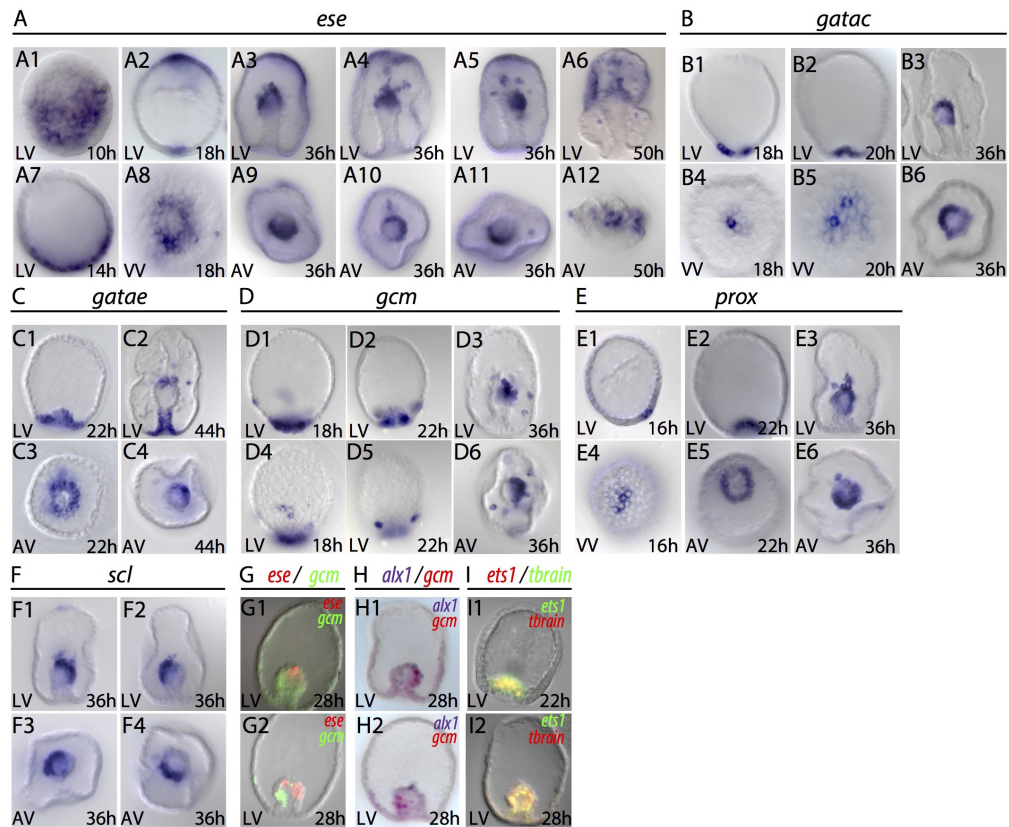 A ese
B gatac
A1 LV 10h
A2 LV 18h
A3 LV 36h
A4 LV 36h
A5 LV 36h
A6 LV 50h
B1 LV 18h
B2 LV 20h
B3 LV 36h
A7 LV 14h
A8 VV 18h
A9 AV 36h
A10 AV 36h
A11 AV 36h
A12 AV 50h
B4 VV 18h
B5 VV 20h
B6 AV 36h
C gatae
D gcm
E prox
C1 LV 22h
C2 LV 44h
D1 LV 18h
D2 LV 22h
D3 LV 36h
E1 LV 16h
E2 LV 22h
E3 LV 36h
C3 AV 22h
C4 AV 44h
D4 LV 18h
D5 LV 22h
D6 AV 36h
E4 VV 16h
E5 AV 22h
E6 AV 36h
F scl
G ese / gcm
H alx1/gcm
I ets1/tbrain
F1 LV 36h
F2 LV 36h
G1 ese gcm LV 28h
H1 alx1 gcm LV 28h
I1 ets1 tbrain LV 22h
F3 AV 36h
F4 AV 36h
G2 ese gcm LV 28h
H2 alx1 gcm LV 28h
I2 ets1 tbrain LV 28h